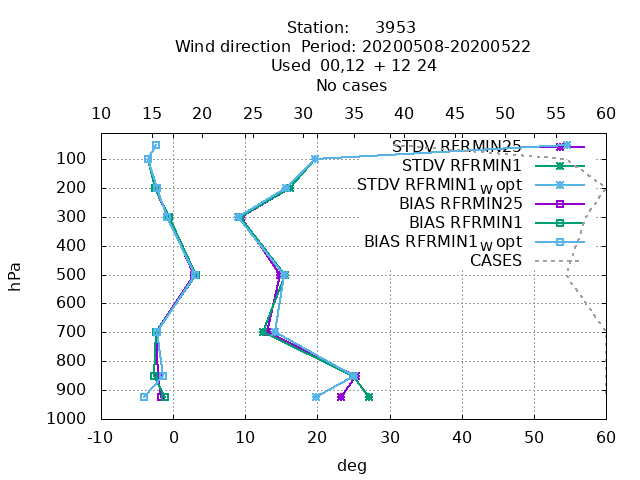 Station: 3953
Wind direction Period: 20200508-20200522
Used 00,12 + 12 24
No cases
10 15 20 25 30 35 40 45 50 55 60
STDV RFRMIN25
STDV RFRMIN1
STDV RFRMIN1_W opt
BIAS RFRMIN25
BIAS RFRMIN1
BIAS RFRMIN1_W opt
CASES
hPa
100
200
300
400
500
600
700
800
900
1000
-10 0 10 20 30 40 50 60
deg